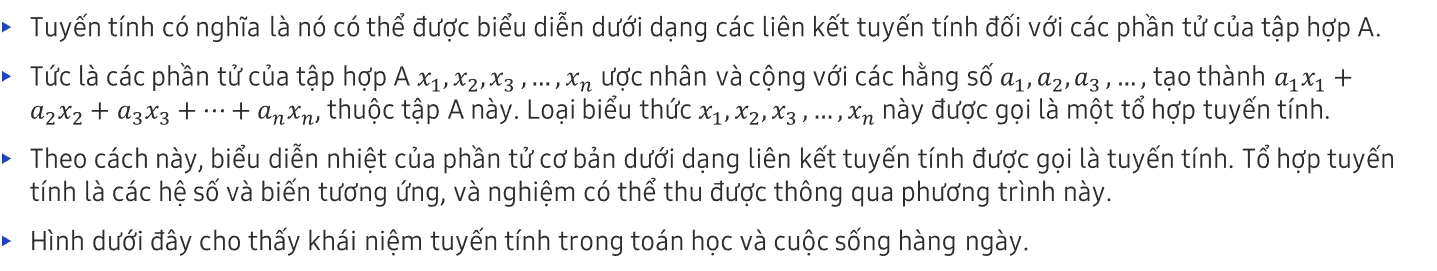 Tuyến tính có nghĩa là nó có thể được biểu diễn dưới dạng các liên kết tuyến tính đối với các phần tử của tập hợp A.
Tức là các phần tử của tập hợp A x₁, x₂, x₃ , … , xₙ ược nhân và cộng với các hằng số a₁, a₂, a₃ , … , tạo thành a₁x₁ +
a₂x₂ + a₃x₃ + ⋯ + aₙxₙ, thuộc tập A này. Loại biểu thức x₁, x₂, x₃ , … , xₙ này được gọi là một tổ hợp tuyến tính.
Theo cách này, biểu diễn nhiệt của phần tử cơ bản dưới dạng liên kết tuyến tính được gọi là tuyến tính. Tổ hợp tuyến
tính là các hệ số và biến tương ứng, và nghiệm có thể thu được thông qua phương trình này.
Hình dưới đây cho thấy khái niệm tuyến tính trong toán học và cuộc sống hàng ngày.